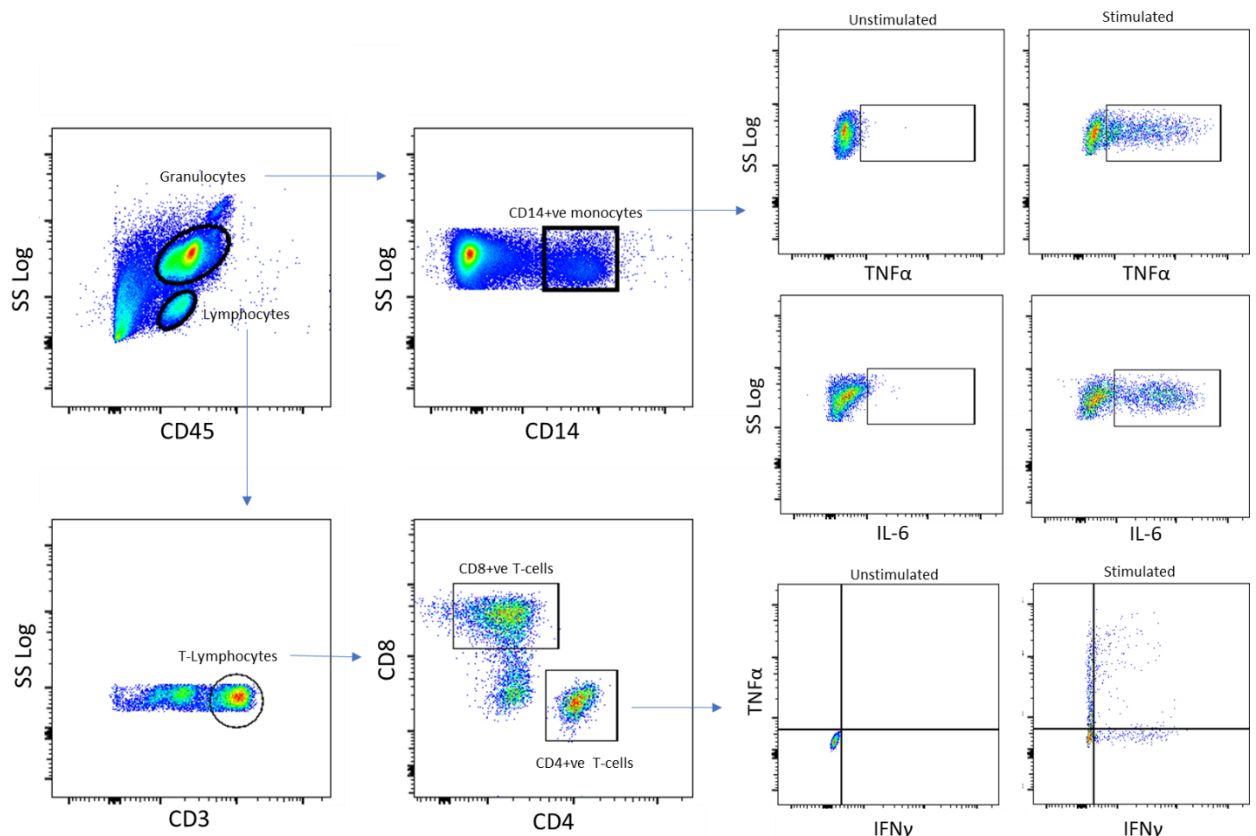 Unstimulated
Stimulated
SS Log
TNFα
SS Log
TNFα
Granulocytes
Lymphocytes
SS Log
CD45
CD14+ve monocytes
SS Log
CD14
SS Log
IL-6
IL-6
T-Lymphocytes
SS Log
CD3
CD8+ve T-cells
CD4+ve T-cells
CD8
CD4
Unstimulated
Stimulated
TNFα
IFNγ
IFNγ